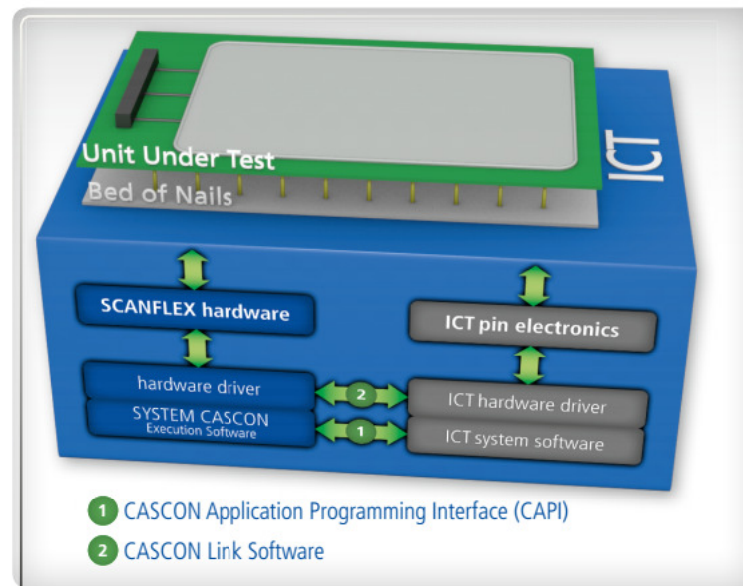 Unit Under Test
Bed of Nails
ICT
SCANFLEX hardware
ICT pin electronics
hardware driver
2
ICT hardware driver
SYSTEM CASCON
Execution Software
1
ICT system software
1 CASCON Application Programming Interface (CAPI)
2 CASCON Link Software